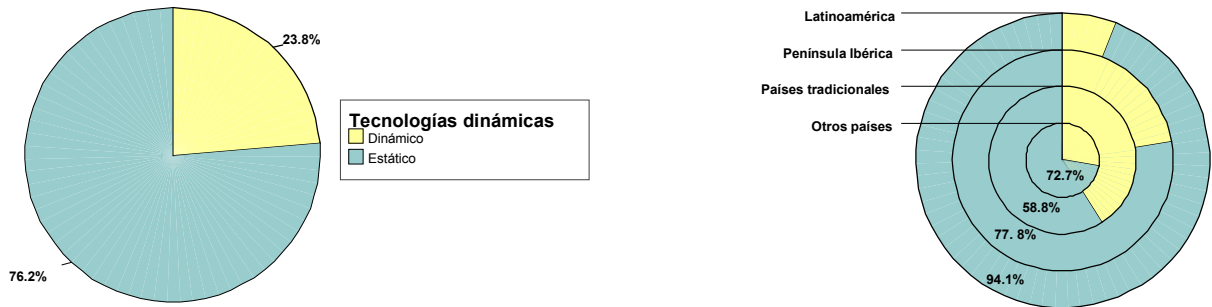 23.8%
76.2%
Tecnologías dinámicas
Dinámico
Estático
Latinoamérica
Península Ibérica
Países tradicionales
Otros países
72.7%
58.8%
77. 8%
94.1%